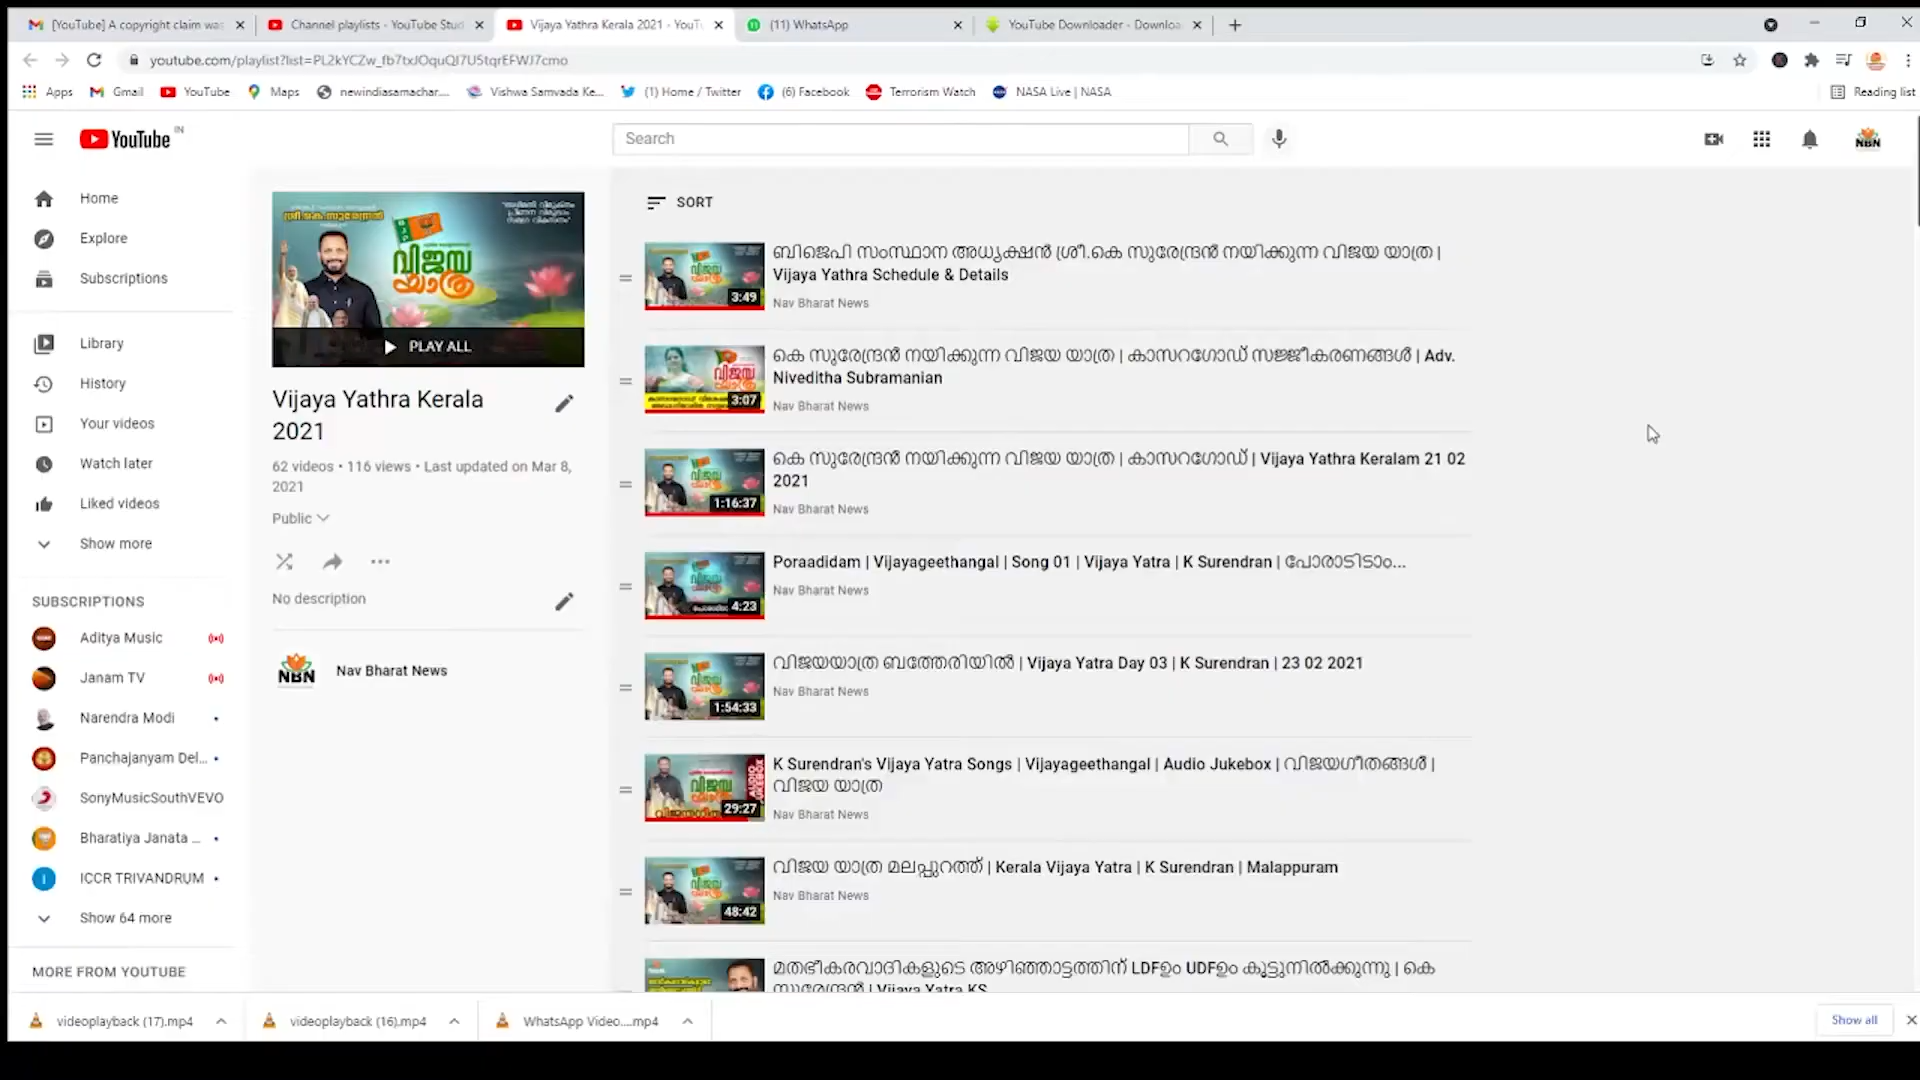 [YouTube] A copyright claim was
Channel playlists - YouTube Stud
Vijaya Yathra Kerala 2021 - YouT
(11) WhatsApp
YouTube Downloader - Downloa
youtube.com/playlist?list=PL2kYCZw_fb7txJOquQI7U5tqrEFWJ7cmo
Apps
Gmail
YouTube
Maps
newindiasamachar....
Vishwa Samvada Ke...
(1) Home / Twitter
(6) Facebook
Terrorism Watch
NASA Live | NASA
Reading list
YouTube IN
Search
NBN
Home
Explore
Subscriptions
Library
History
Your videos
Watch later
Liked videos
Show more
SUBSCRIPTIONS
Aditya Music
Janam TV
Narendra Modi
Panchajanyam Del...
SonyMusicSouthVEVO
Bharatiya Janata ...
ICCR TRIVANDRUM
Show 64 more
MORE FROM YOUTUBE
ശ്രീ.കെ.സുരേന്ദ്രൻ
വിജയ
യാത്ര
PLAY ALL
Vijaya Yathra Kerala
2021
62 videos • 116 views • Last updated on Mar 8,
2021
Public
No description
NBN
Nav Bharat News
SORT
3:49
ബിജെപി സംസ്ഥാന അധ്യക്ഷൻ ശ്രീ.കെ സുരേന്ദ്രൻ നയിക്കുന്ന വിജയ യാത്ര |
Vijaya Yathra Schedule & Details
Nav Bharat News
3:07
കെ സുരേന്ദ്രൻ നയിക്കുന്ന വിജയ യാത്ര | കാസറഗോഡ് സജ്ജീകരണങ്ങൾ | Adv.
Niveditha Subramanian
Nav Bharat News
1:16:37
കെ സുരേന്ദ്രൻ നയിക്കുന്ന വിജയ യാത്ര | കാസറഗോഡ് | Vijaya Yathra Keralam 21 02
2021
Nav Bharat News
4:23
Poraadidam | Vijayageethangal | Song 01 | Vijaya Yatra | K Surendran | പോരാടിടാം...
Nav Bharat News
1:54:33
വിജയയാത്ര ബത്തേരിയിൽ | Vijaya Yatra Day 03 | K Surendran | 23 02 2021
Nav Bharat News
29:27
K Surendran's Vijaya Yatra Songs | Vijayageethangal | Audio Jukebox | വിജയഗീതങ്ങൾ |
വിജയ യാത്ര
Nav Bharat News
48:42
വിജയ യാത്ര മലപ്പുറത്ത് | Kerala Vijaya Yatra | K Surendran | Malappuram
Nav Bharat News
മതഭീകരവാദികളുടെ അഴിഞ്ഞാട്ടത്തിന് LDFഉം UDFഉം കൂട്ടുനിൽക്കുന്നു | കെ
സുരേന്ദ്രൻ | Vijaya Yatra KS
videoplayback (17).mp4
videoplayback (16).mp4
WhatsApp Video....mp4
Show all